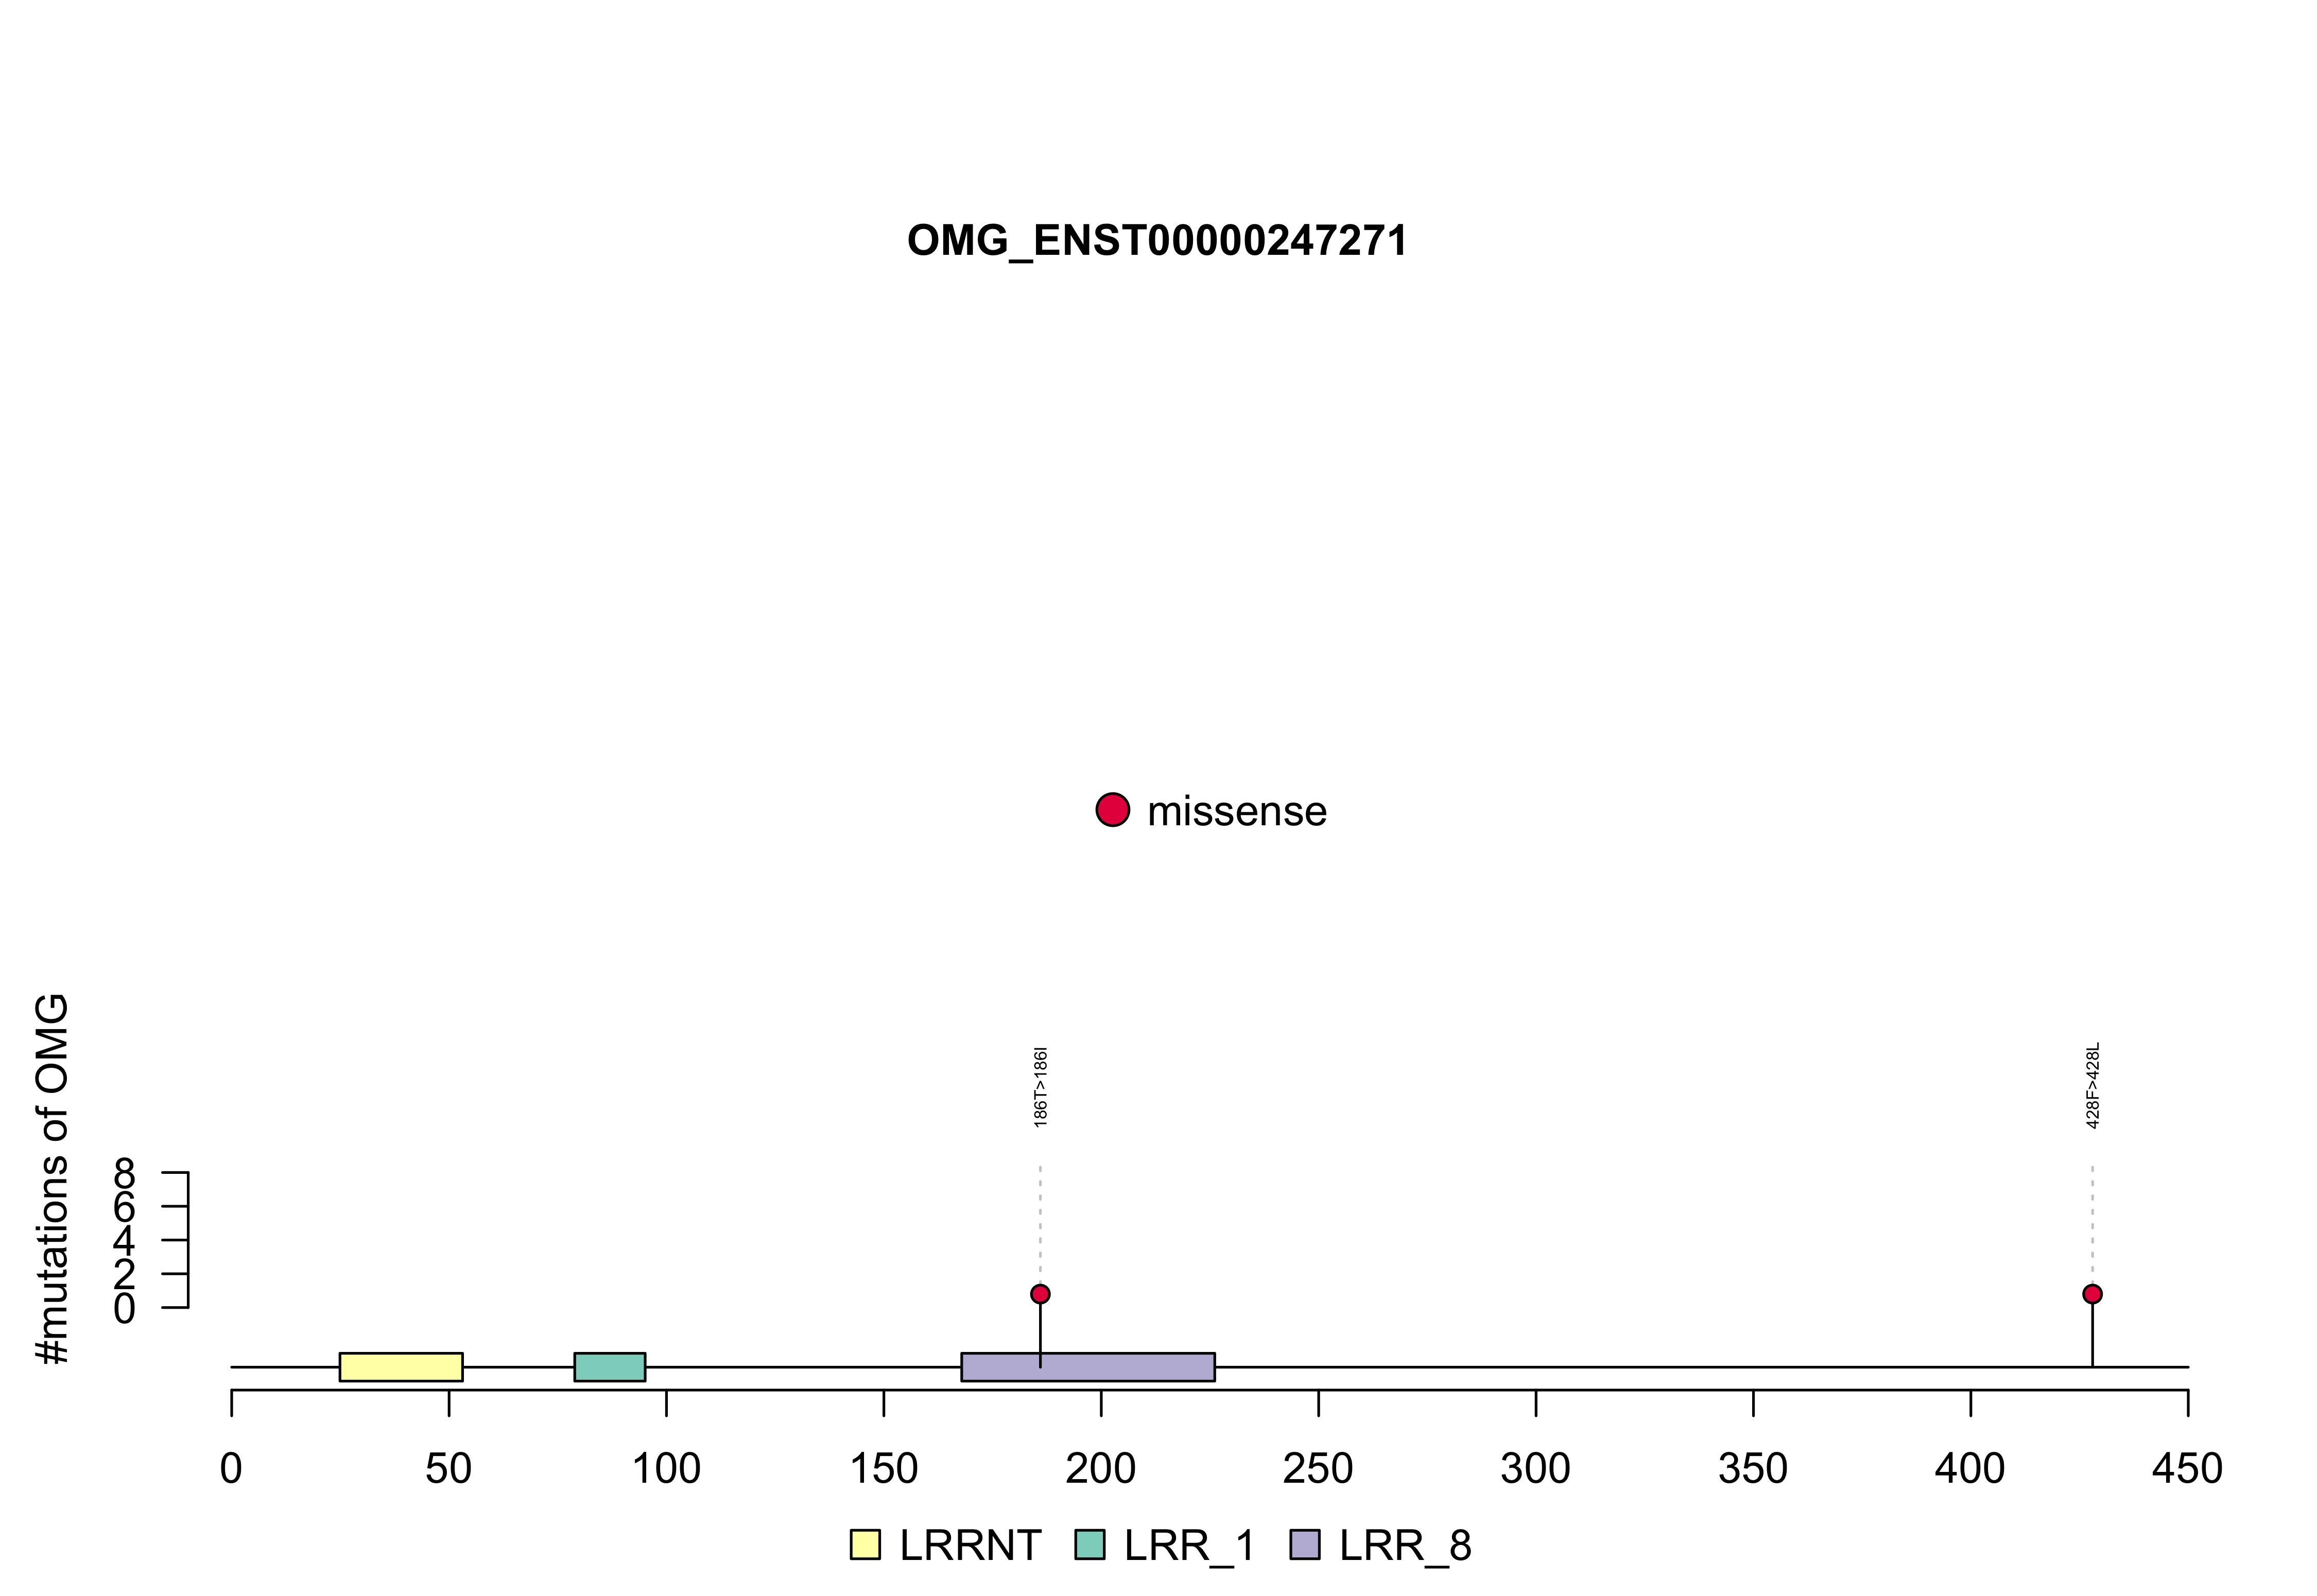 OMG_ENST00000247271
missense
#mutations of OMG
186T>186I
428F>428L
8
6
4
2
0
0 50 100 150 200 250 300 350 400 450
LRRNT LRR_1 LRR_8